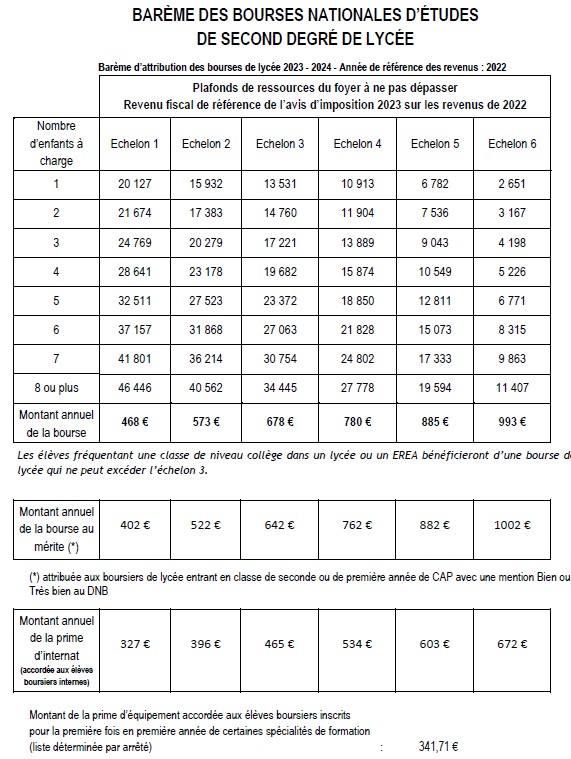 BARÈME DES BOURSES NATIONALES D'ÉTUDES
DE SECOND DEGRÉ DE LYCÉE
Barème d'attribution des bourses de lycée 2023 - 2024 - Année de référence des revenus : 2022
Plafonds de ressources du foyer à ne pas dépasser
Revenu fiscal de référence de l'avis d'imposition 2023 sur les revenus de 2022
Nombre
d'enfants à
charge
Echelon 1 Echelon 2 Echelon 3 Echelon 4 Echelon 5 Echelon 6
1 20 127 15 932 13 531 10 913 6 782 2 651
2 21 674 17 383 14 760 11 904 7 536 3 167
3 24 769 20 279 17 221 13 889 9 043 4 198
4 28 641 23 178 19 682 15 874 10 549 5 226
5 32 511 27 523 23 372 18 850 12 811 6 771
6 37 157 31 868 27 063 21 828 15 073 8 315
7 41 801 36 214 30 754 24 802 17 333 9 863
8 ou plus 46 446 40 562 34 445 27 778 19 594 11 407
Montant annuel
de la bourse
468 € 573 € 678 € 780 € 885 € 993 €
Les élèves fréquentant une classe de niveau collège dans un lycée ou un EREA bénéficieront d'une bourse de
lycée qui ne peut excéder l'échelon 3.
Montant annuel
de la bourse au
mérite (*)
402 € 522 € 642 € 762 € 882 € 1002 €
(*) attribuée aux boursiers de lycée entrant en classe de seconde ou de première année de CAP avec une mention Bien ou
Très bien au DNB
Montant annuel
de la prime
d'internat
(accordée aux élèves
boursiers internes)
327 € 396 € 465 € 534 € 603 € 672 €
Montant de la prime d'équipement accordée aux élèves boursiers inscrits
pour la première fois en première année de certaines spécialités de formation
(liste déterminée par arrêté) : 341,71 €